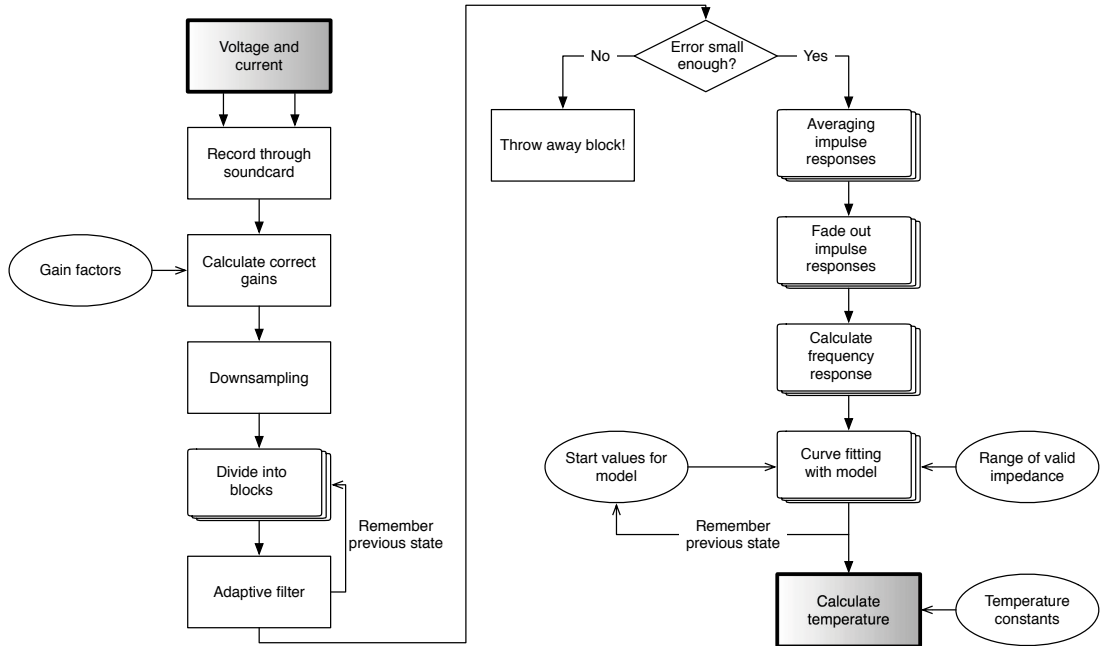 Voltage and
current
Record through
soundcard
Gain factors
Calculate correct
gains
Downsampling
Divide into
blocks
Remember
previous state
Adaptive filter
Error small
enough?
No
Yes
Throw away block!
Averaging
impulse
responses
Fade out
impulse
responses
Calculate
frequency
response
Start values for
model
Curve fitting
with model
Range of valid
impedance
Remember
previous state
Calculate
temperature
Temperature
constants